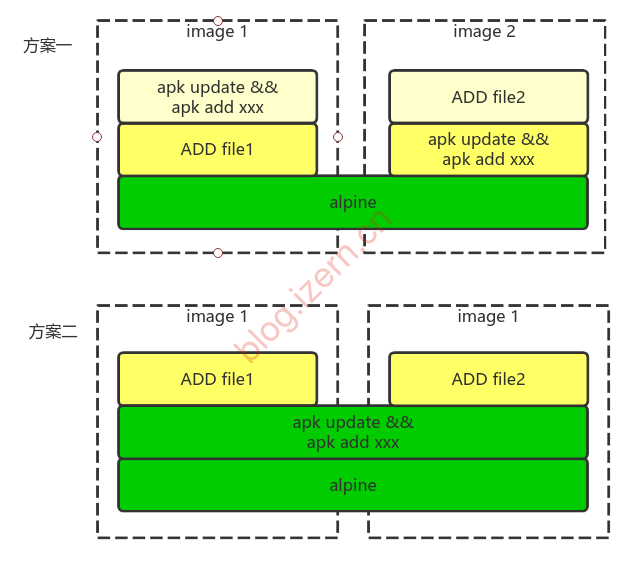 方案一
image 1
image 2
apk update &&
apk add xxx
ADD file2
ADD file1
apk update &&
apk add xxx
alpine
blog.izern.cn
方案二
image 1
image 1
ADD file1
ADD file2
apk update &&
apk add xxx
alpine